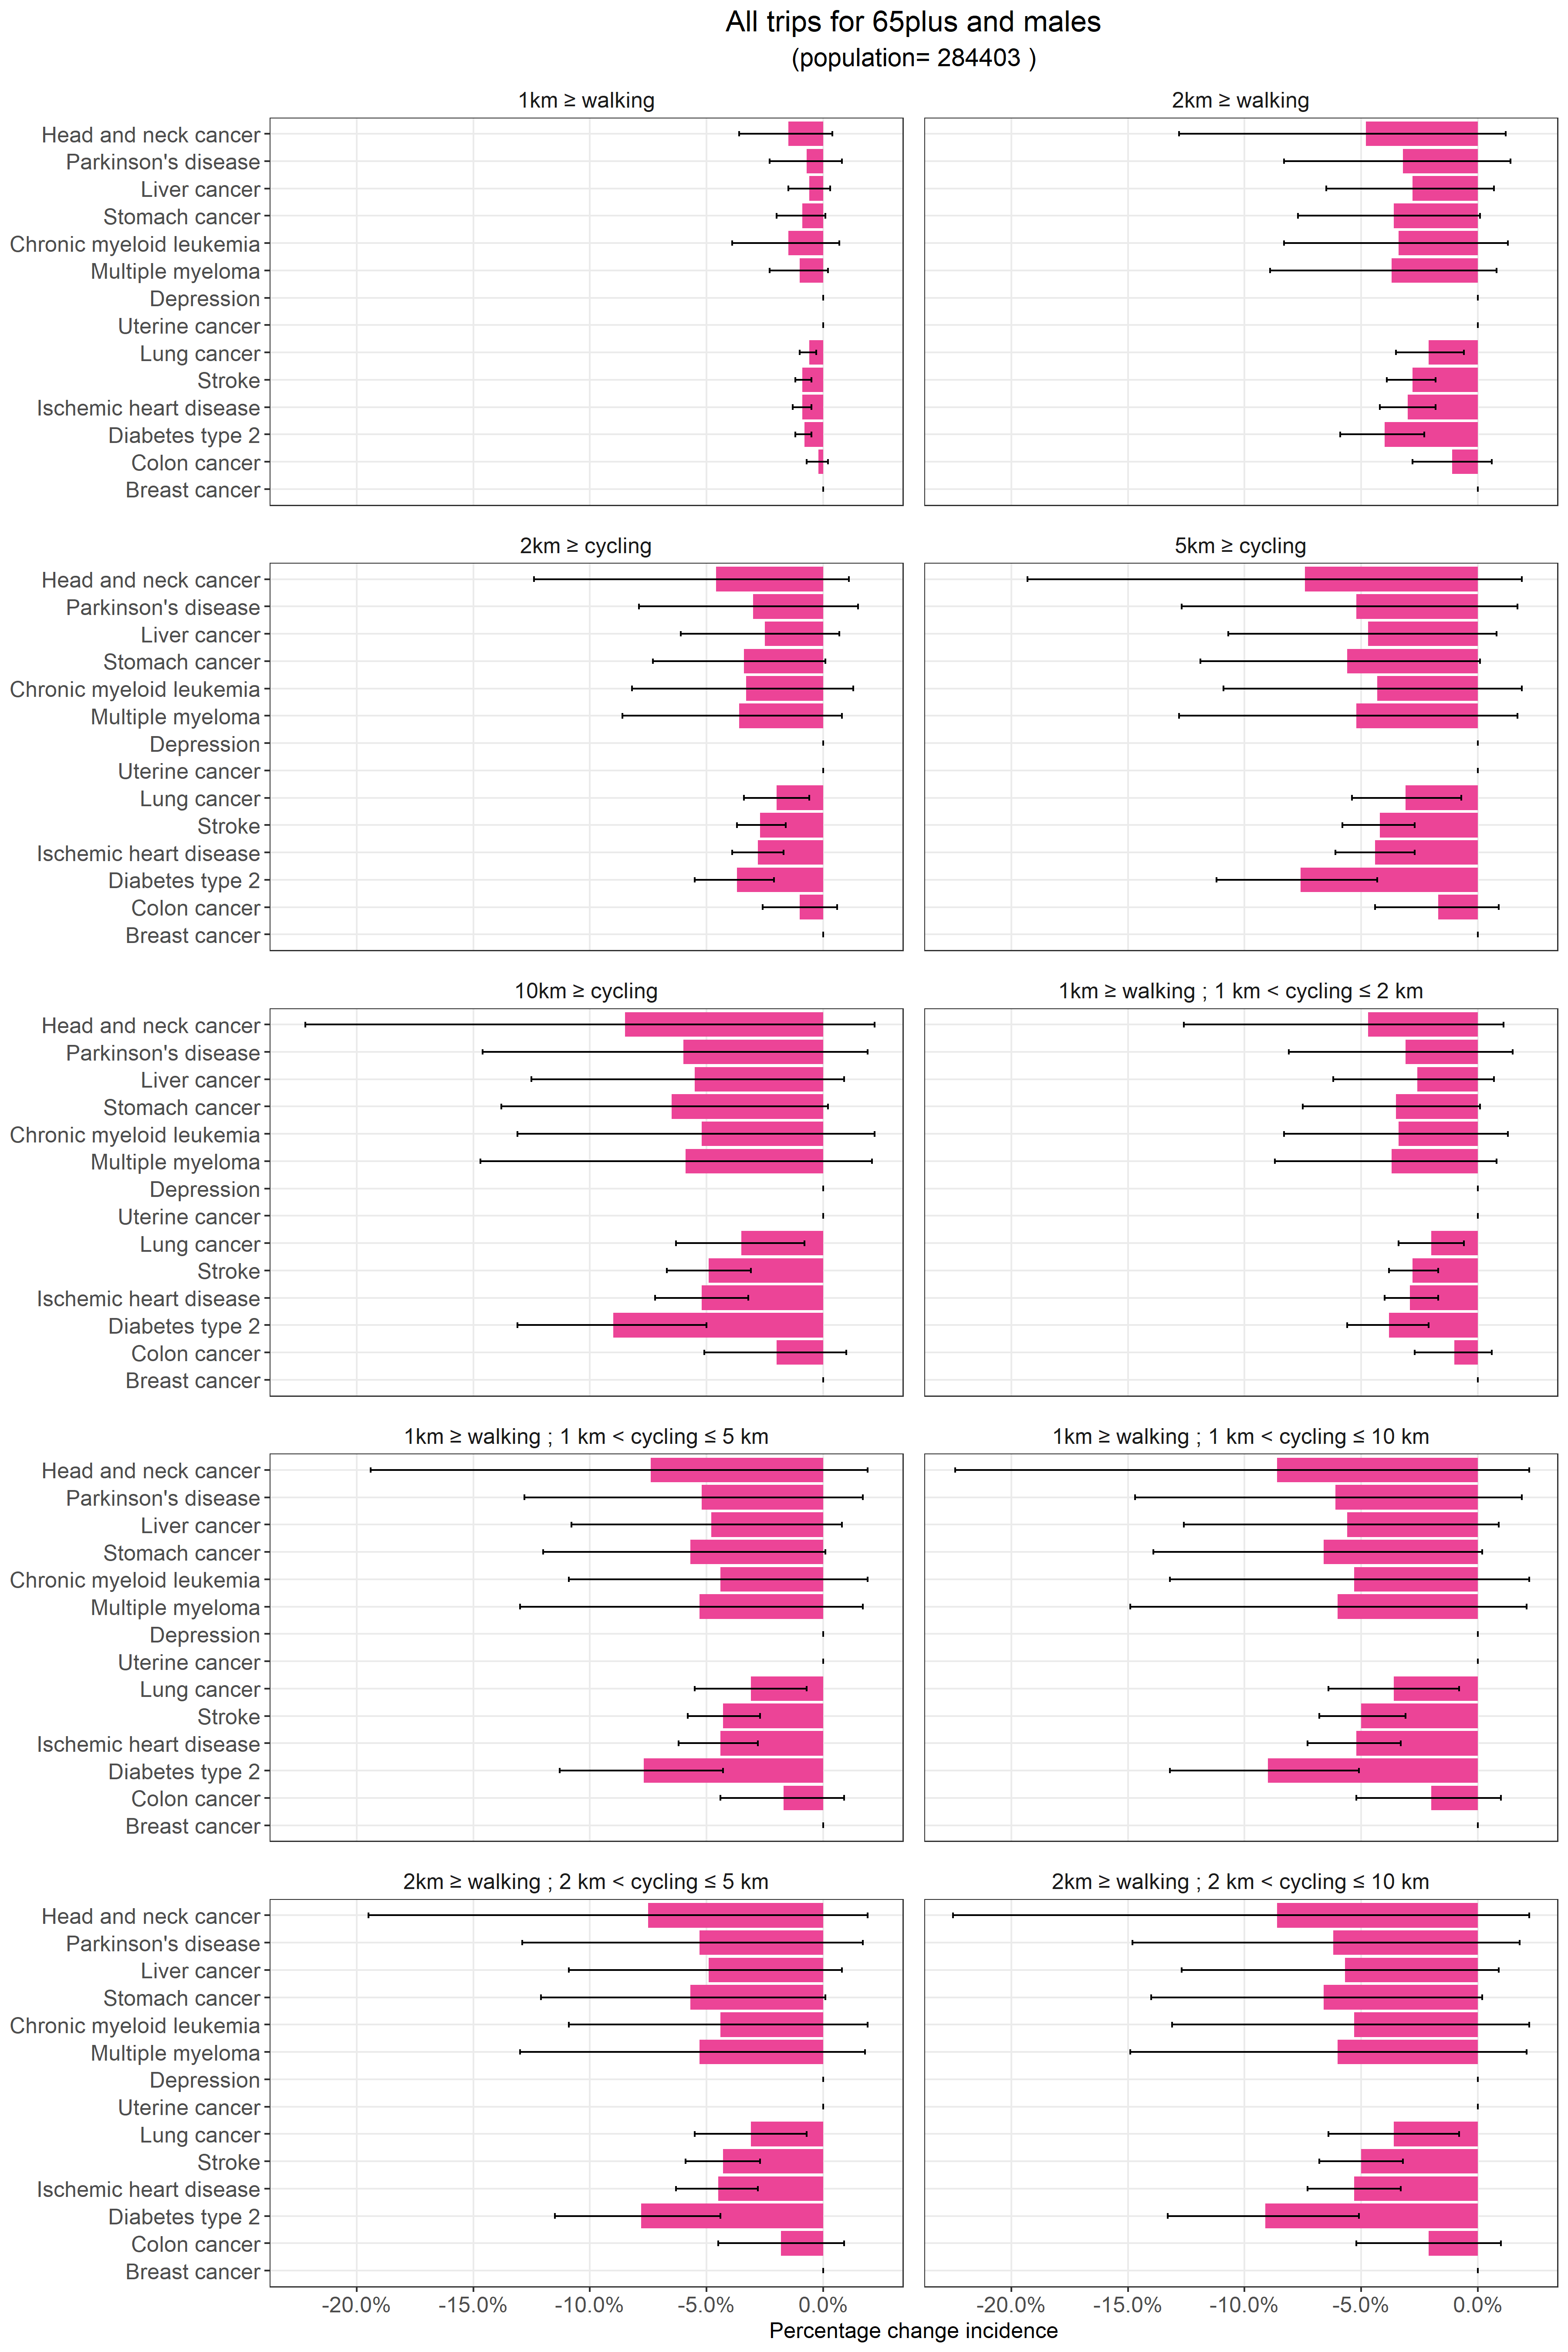 All trips for 65plus and males
(population= 284403 )
1km ≥ walking
2km ≥ walking
Head and neck cancer
Parkinson's disease
Liver cancer
Stomach cancer
Chronic myeloid leukemia
Multiple myeloma
Depression
Uterine cancer
Lung cancer
Stroke
Ischemic heart disease
Diabetes type 2
Colon cancer
Breast cancer
2km ≥ cycling
5km ≥ cycling
Head and neck cancer
Parkinson's disease
Liver cancer
Stomach cancer
Chronic myeloid leukemia
Multiple myeloma
Depression
Uterine cancer
Lung cancer
Stroke
Ischemic heart disease
Diabetes type 2
Colon cancer
Breast cancer
10km ≥ cycling
1km ≥ walking ; 1 km < cycling ≤ 2 km
Head and neck cancer
Parkinson's disease
Liver cancer
Stomach cancer
Chronic myeloid leukemia
Multiple myeloma
Depression
Uterine cancer
Lung cancer
Stroke
Ischemic heart disease
Diabetes type 2
Colon cancer
Breast cancer
1km ≥ walking ; 1 km < cycling ≤ 5 km
1km ≥ walking ; 1 km < cycling ≤ 10 km
Head and neck cancer
Parkinson's disease
Liver cancer
Stomach cancer
Chronic myeloid leukemia
Multiple myeloma
Depression
Uterine cancer
Lung cancer
Stroke
Ischemic heart disease
Diabetes type 2
Colon cancer
Breast cancer
2km ≥ walking ; 2 km < cycling ≤ 5 km
2km ≥ walking ; 2 km < cycling ≤ 10 km
Head and neck cancer
Parkinson's disease
Liver cancer
Stomach cancer
Chronic myeloid leukemia
Multiple myeloma
Depression
Uterine cancer
Lung cancer
Stroke
Ischemic heart disease
Diabetes type 2
Colon cancer
Breast cancer
-20.0% -15.0% -10.0% -5.0% 0.0% -20.0% -15.0% -10.0% -5.0% 0.0%
Percentage change incidence